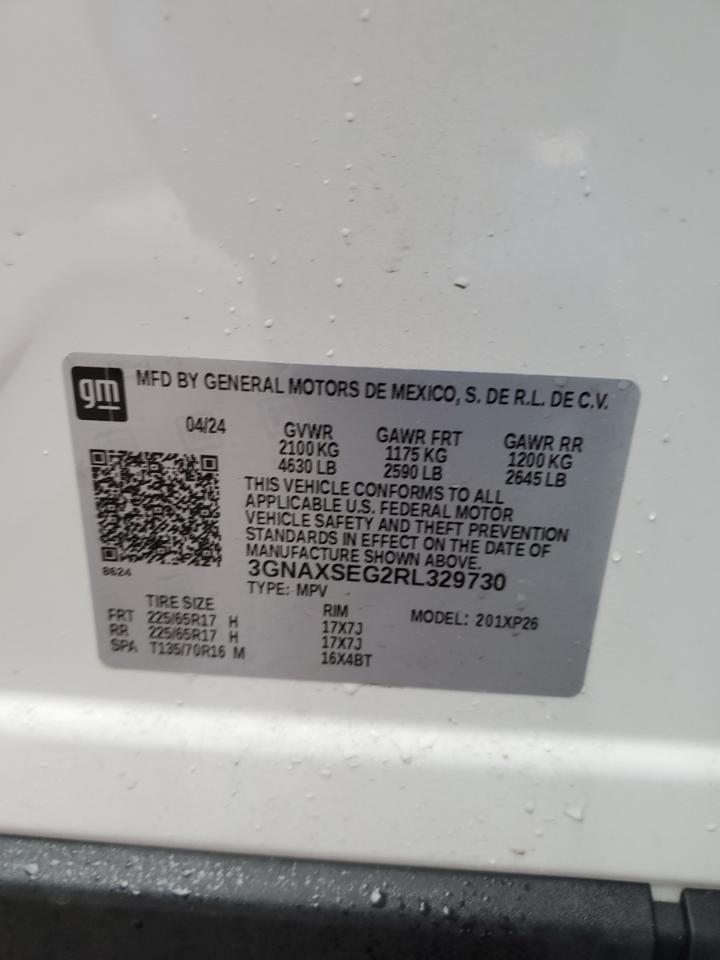 gm
MFD BY GENERAL MOTORS DE MEXICO, S. DE R.L. DE C.V.
04/24 GVWR GAWR FRT GAWR RR
2100 KG 1175 KG 1200 KG
4630 LB 2590 LB 2645 LB
THIS VEHICLE CONFORMS TO ALL
APPLICABLE U.S. FEDERAL MOTOR
VEHICLE SAFETY AND THEFT PREVENTION
STANDARDS IN EFFECT ON THE DATE OF
MANUFACTURE SHOWN ABOVE.
8624
3GNAXSEG2RL329730
TYPE: MPV
TIRE SIZE RIM MODEL: 201XP26
FRT 225/65R17 H 17X7J
RR 225/65R17 H 17X7J
SPA T135/70R16 M 16X4BT